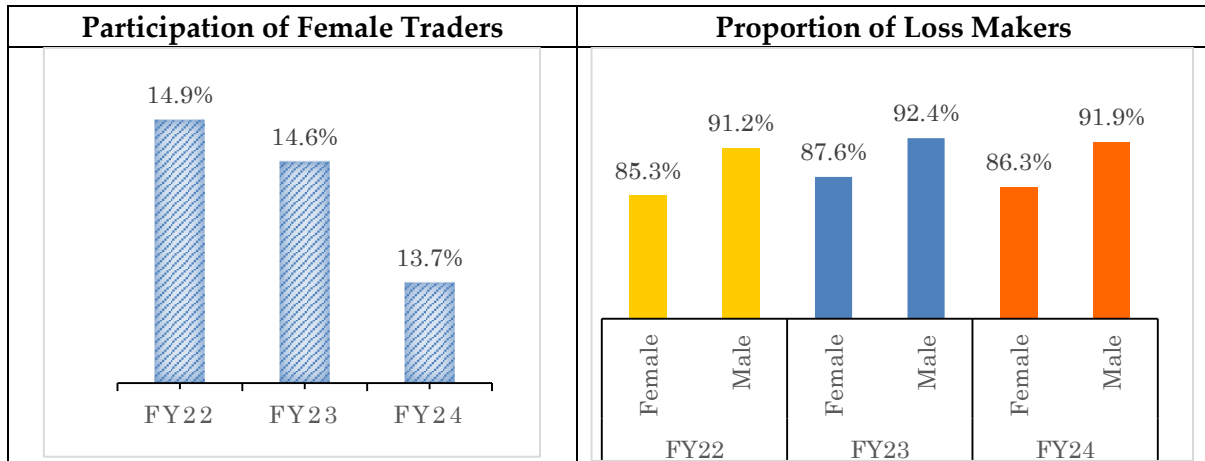 Participation of Female Traders
14.9%
14.6%
13.7%
FY22 FY23 FY24
Proportion of Loss Makers
85.3%
91.2%
87.6%
92.4%
86.3%
91.9%
Female
Male
Female
Male
Female
Male
FY22 FY23 FY24